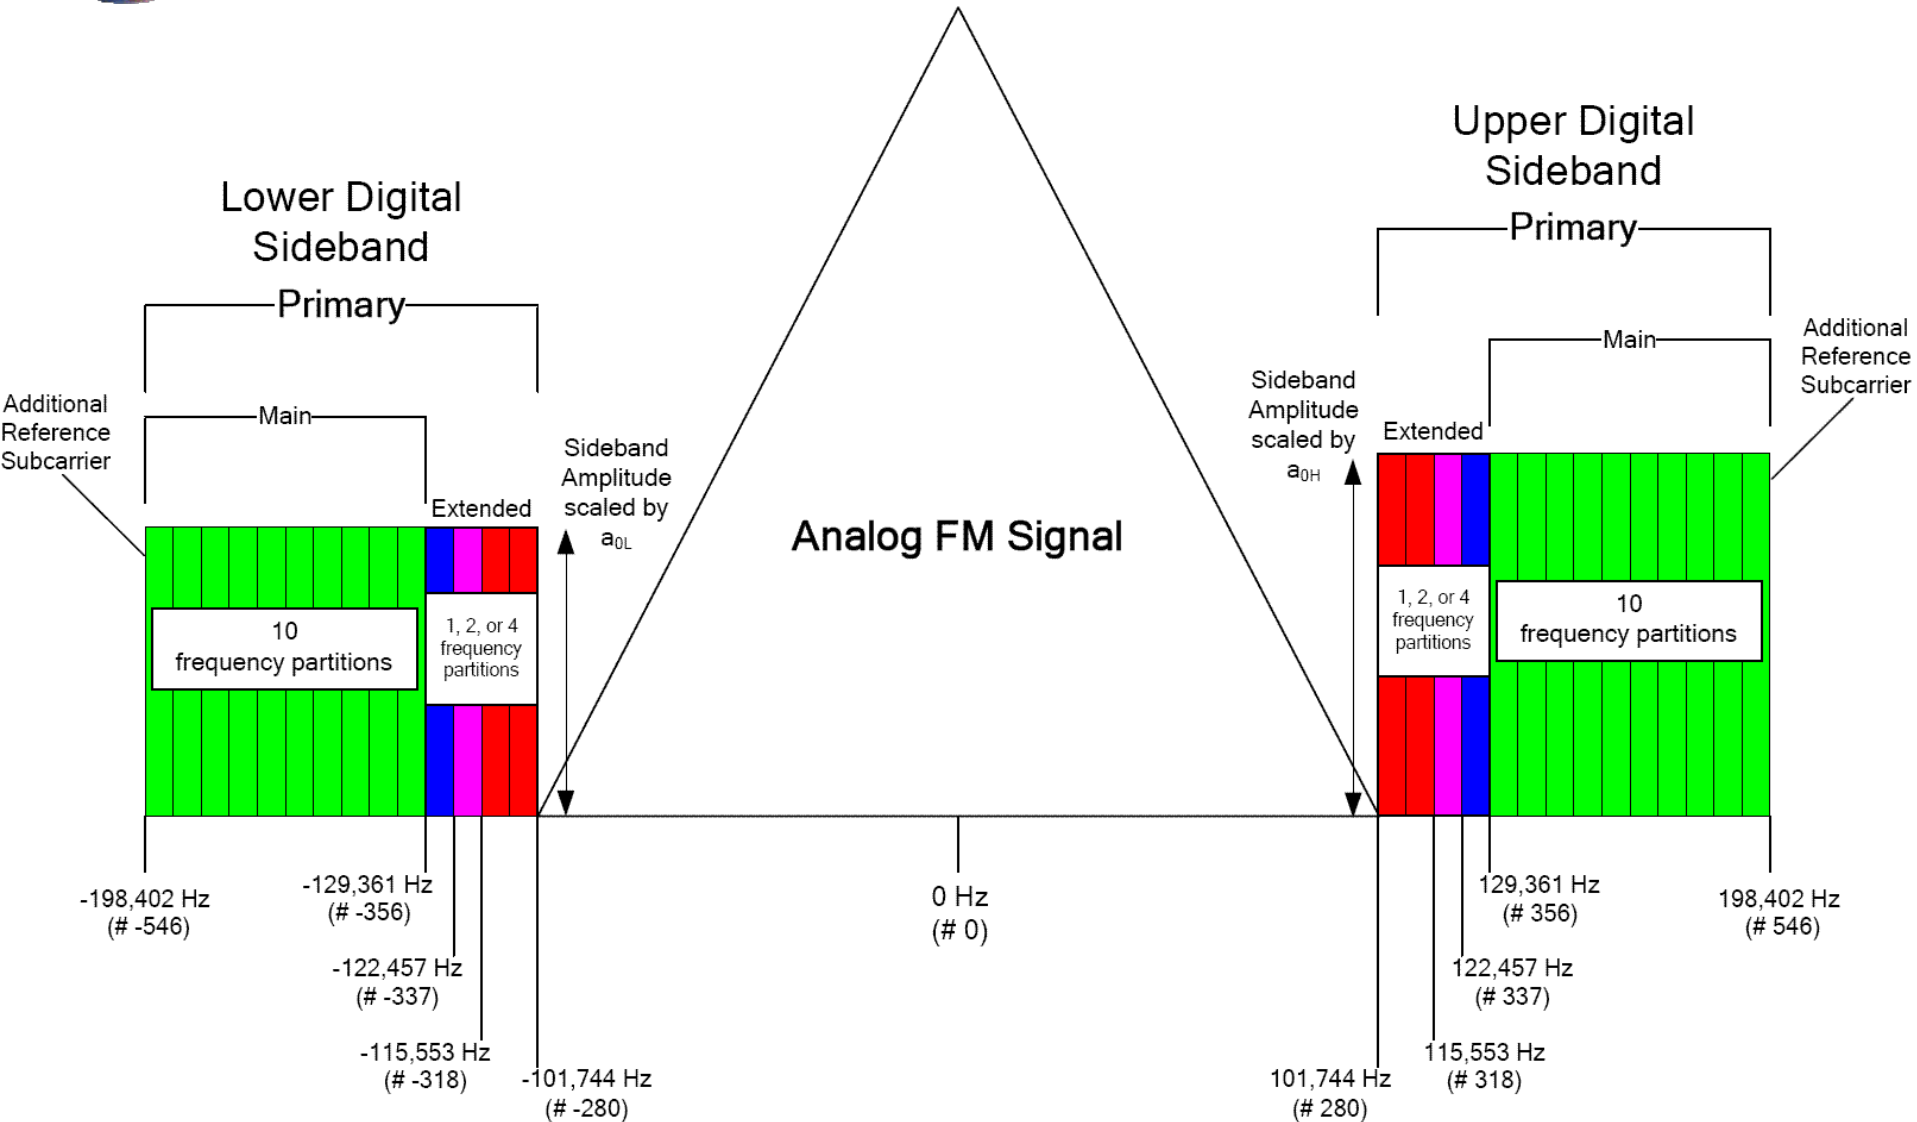 Upper Digital
Sideband
Primary
Main
Additional
Reference
Subcarrier
Sideband
Amplitude
scaled by
a0H
Extended
1, 2, or 4
frequency
partitions
10
frequency partitions
Lower Digital
Sideband
Primary
Main
Additional
Reference
Subcarrier
Extended
Sideband
Amplitude
scaled by
a0L
10
frequency partitions
1, 2, or 4
frequency
partitions
Analog FM Signal
-198,402 Hz
(# -546)
-129,361 Hz
(# -356)
-122,457 Hz
(# -337)
-115,553 Hz
(# -318)
-101,744 Hz
(# -280)
0 Hz
(# 0)
101,744 Hz
(# 280)
115,553 Hz
(# 318)
122,457 Hz
(# 337)
129,361 Hz
(# 356)
198,402 Hz
(# 546)